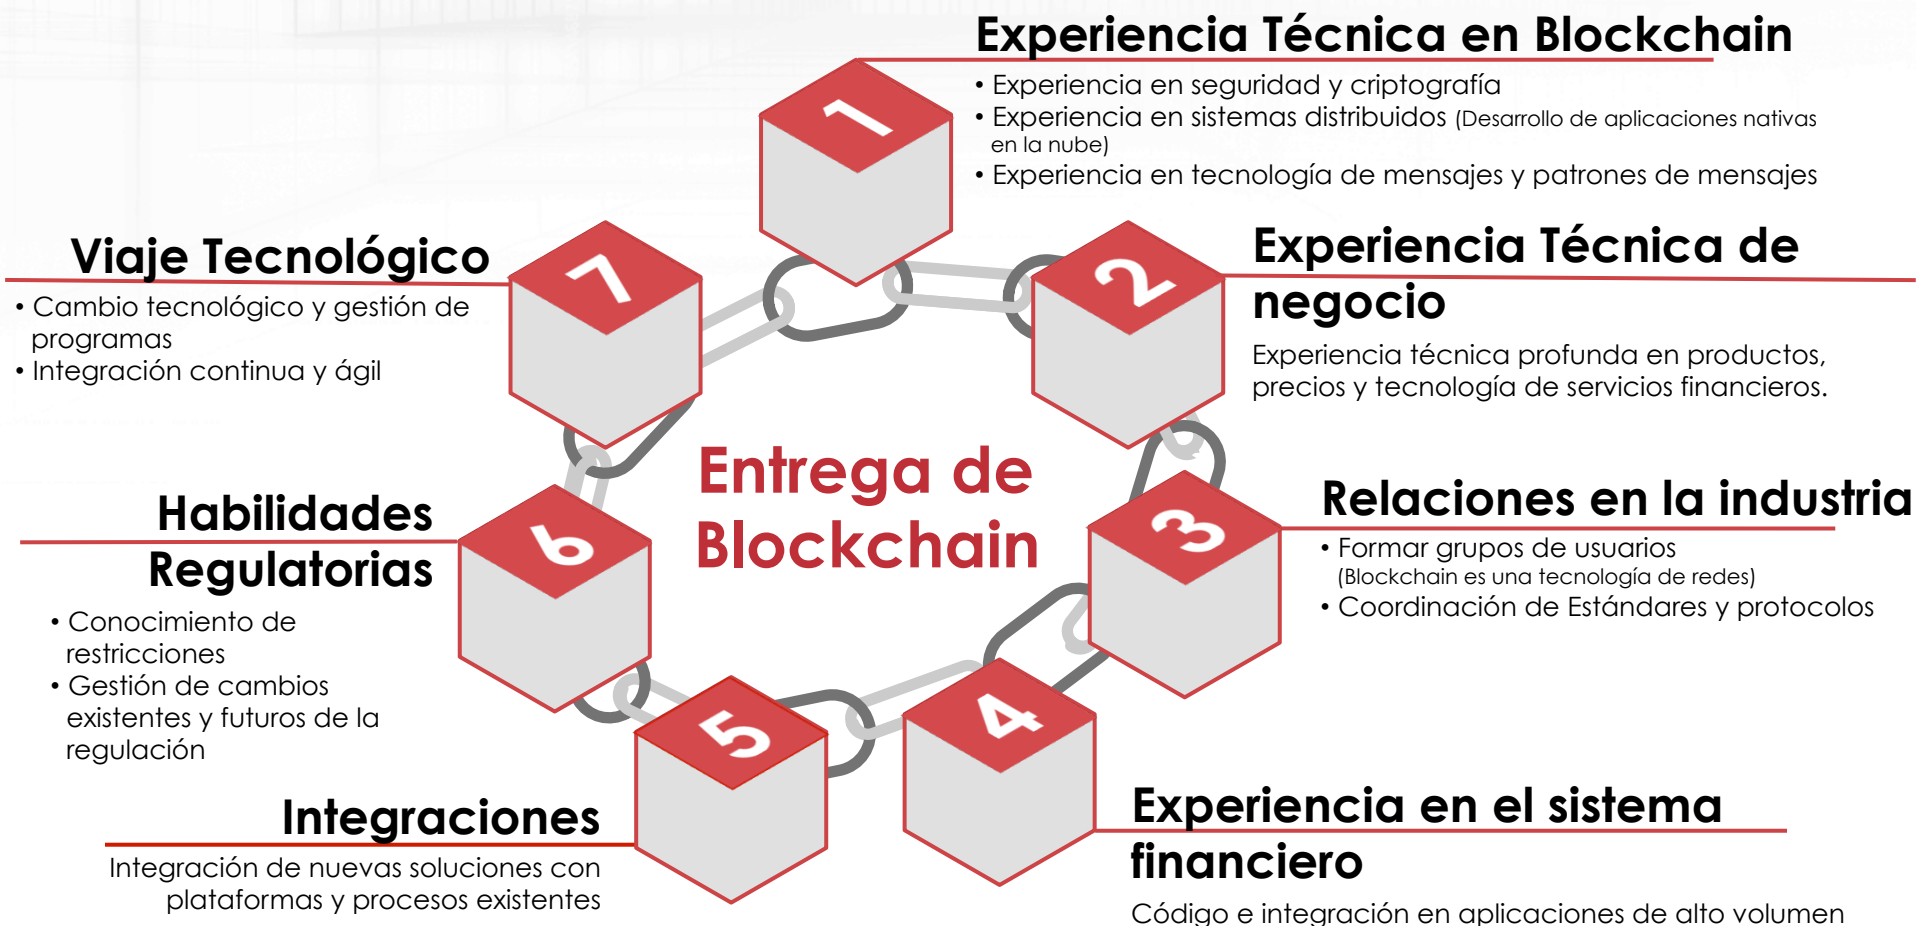 Experiencia Técnica en Blockchain
• Experiencia en seguridad y criptografía
• Experiencia en sistemas distribuidos (Desarrollo de aplicaciones nativas
en la nube)
• Experiencia en tecnología de mensajes y patrones de mensajes
1
2
Experiencia Técnica de
negocio
Experiencia técnica profunda en productos,
precios y tecnología de servicios financieros.
3
Relaciones en la industria
• Formar grupos de usuarios
(Blockchain es una tecnología de redes)
• Coordinación de Estándares y protocolos
4
Experiencia en el sistema
financiero
Código e integración en aplicaciones de alto volumen
5
Integraciones
Integración de nuevas soluciones con
plataformas y procesos existentes
6
Habilidades
Regulatorias
• Conocimiento de
restricciones
• Gestión de cambios
existentes y futuros de la
regulación
7
Viaje Tecnológico
• Cambio tecnológico y gestión de
programas
• Integración continua y ágil
Entrega de
Blockchain